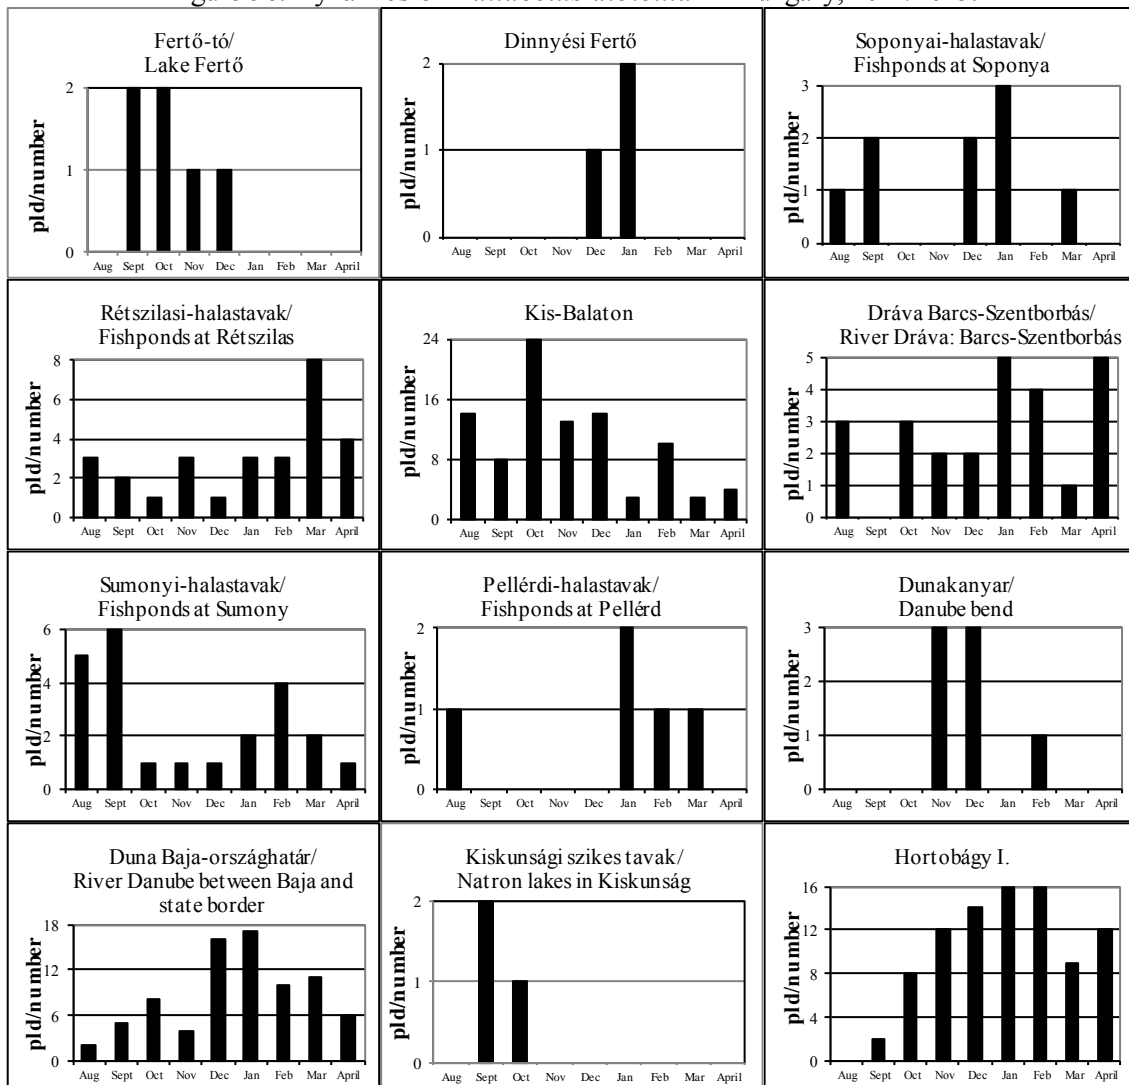 Fertő-tó/
Lake Fertő
pld/number
2
1
0
Aug Sept Oct Nov Dec Jan Feb Mar April
Dinnyési Fertő
pld/number
2
1
0
Aug Sept Oct Nov Dec Jan Feb Mar April
Soponyai-halastavak/
Fishponds at Soponya
pld/number
3
2
1
0
Aug Sept Oct Nov Dec Jan Feb Mar April
Rétszilasi-halastavak/
Fishponds at Rétszilas
pld/number
8
6
4
2
0
Aug Sept Oct Nov Dec Jan Feb Mar April
Kis-Balaton
pld/number
24
16
8
0
Aug Sept Oct Nov Dec Jan Feb Mar April
Dráva Barcs-Szentborbás/
River Dráva: Barcs-Szentborbás
pld/number
5
4
3
2
1
0
Aug Sept Oct Nov Dec Jan Feb Mar April
Sumonyi-halastavak/
Fishponds at Sumony
pld/number
6
4
2
0
Aug Sept Oct Nov Dec Jan Feb Mar April
Pellérdi-halastavak/
Fishponds at Pellérd
pld/number
2
1
0
Aug Sept Oct Nov Dec Jan Feb Mar April
Dunakanyar/
Danube bend
pld/number
3
2
1
0
Aug Sept Oct Nov Dec Jan Feb Mar April
Duna Baja-országhatár/
River Danube between Baja and
state border
pld/number
18
12
6
0
Aug Sept Oct Nov Dec Jan Feb Mar April
Kiskunsági szikes tavak/
Natron lakes in Kiskunság
pld/number
2
1
0
Aug Sept Oct Nov Dec Jan Feb Mar April
Hortobágy I.
pld/number
16
12
8
4
0
Aug Sept Oct Nov Dec Jan Feb Mar April